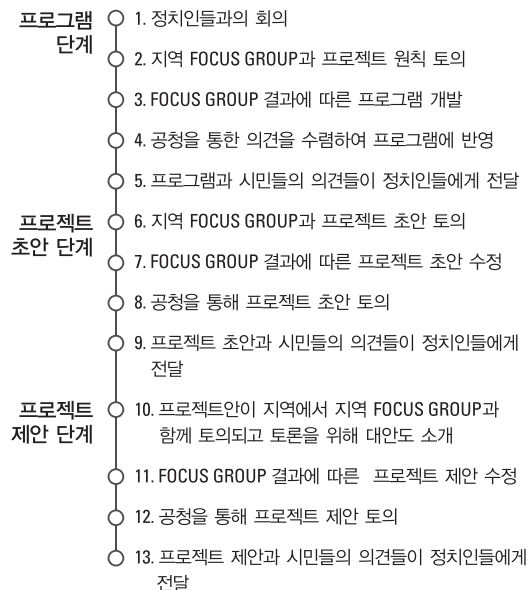 프로그램
단계
1. 정치인들과의 회의
2. 지역 FOCUS GROUP과 프로젝트 원칙 토의
3. FOCUS GROUP 결과에 따른 프로그램 개발
4. 공청을 통한 의견을 수렴하여 프로그램에 반영
5. 프로그램과 시민들의 의견들이 정치인들에게 전달
프로젝트
초안 단계
6. 지역 FOCUS GROUP과 프로젝트 초안 토의
7. FOCUS GROUP 결과에 따른 프로젝트 초안 수정
8. 공청을 통해 프로젝트 초안 토의
9. 프로젝트 초안과 시민들의 의견들이 정치인들에게
전달
프로젝트
제안 단계
10. 프로젝트안이 지역에서 지역 FOCUS GROUP과
함께 토의되고 토론을 위해 대안도 소개
11. FOCUS GROUP 결과에 따른 프로젝트 제안 수정
12. 공청을 통해 프로젝트 제안 토의
13. 프로젝트 제안과 시민들의 의견들이 정치인들에게
전달